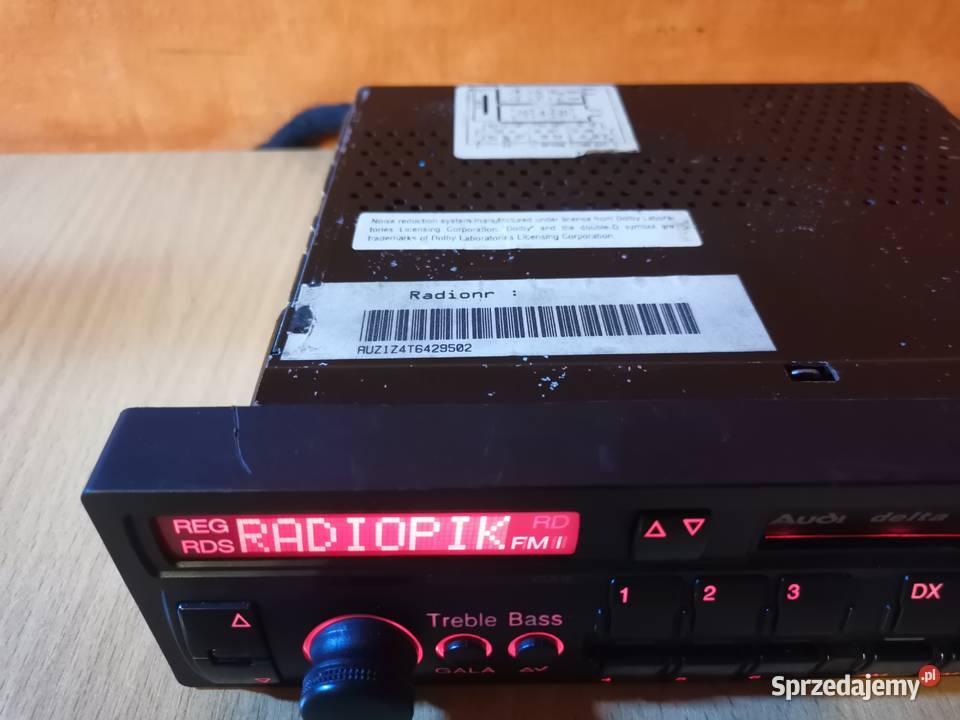 Noise reduction system manufactured under license from Dolby Labora-
tories Licensing Corporation. "Dolby" and the double-D symbol are
trademarks of Dolby Laboratories Licensing Corporation.
Radionr :
AUZ1Z4T6429502
REG
RDS
RADIOPIK
RD
FM I
Audi delta
1
2
3
DX
Treble Bass
GALA
AV
Sprzedajemy.pl